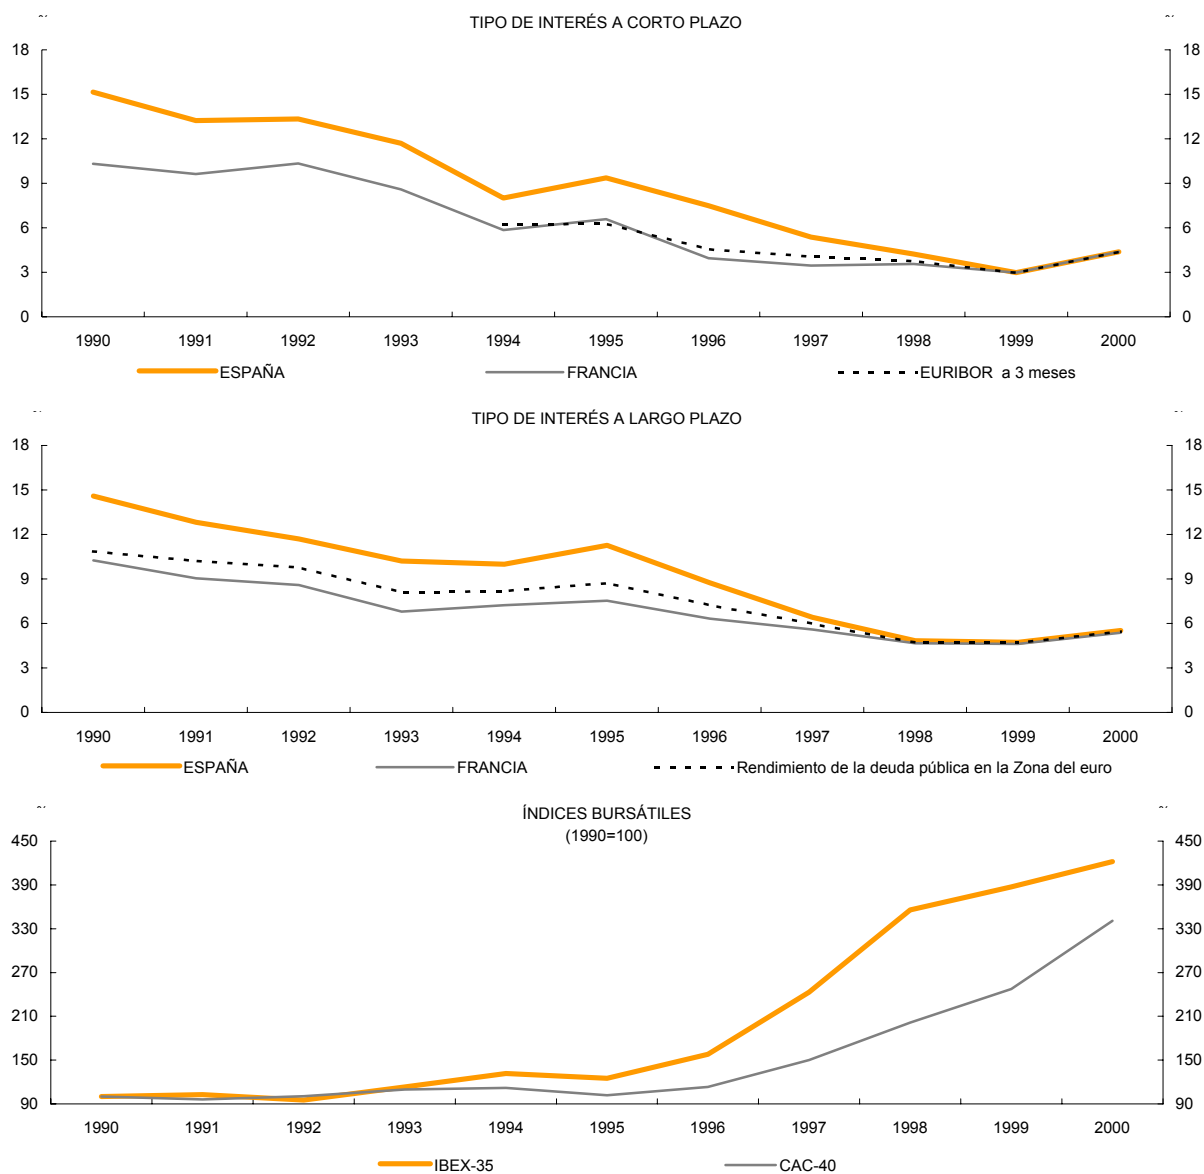 TIPO DE INTERÉS A CORTO PLAZO
% %
18 18
15 15
12 12
9 9
6 6
3 3
0 0
1990 1991 1992 1993 1994 1995 1996 1997 1998 1999 2000
ESPAÑA FRANCIA EURIBOR a 3 meses
TIPO DE INTERÉS A LARGO PLAZO
% %
18 18
15 15
12 12
9 9
6 6
3 3
0 0
1990 1991 1992 1993 1994 1995 1996 1997 1998 1999 2000
ESPAÑA FRANCIA Rendimiento de la deuda pública en la Zona del euro
ÍNDICES BURSÁTILES
% %
(1990=100)
450 450
390 390
330 330
270 270
210 210
150 150
90 90
1990 1991 1992 1993 1994 1995 1996 1997 1998 1999 2000
IBEX-35 CAC-40